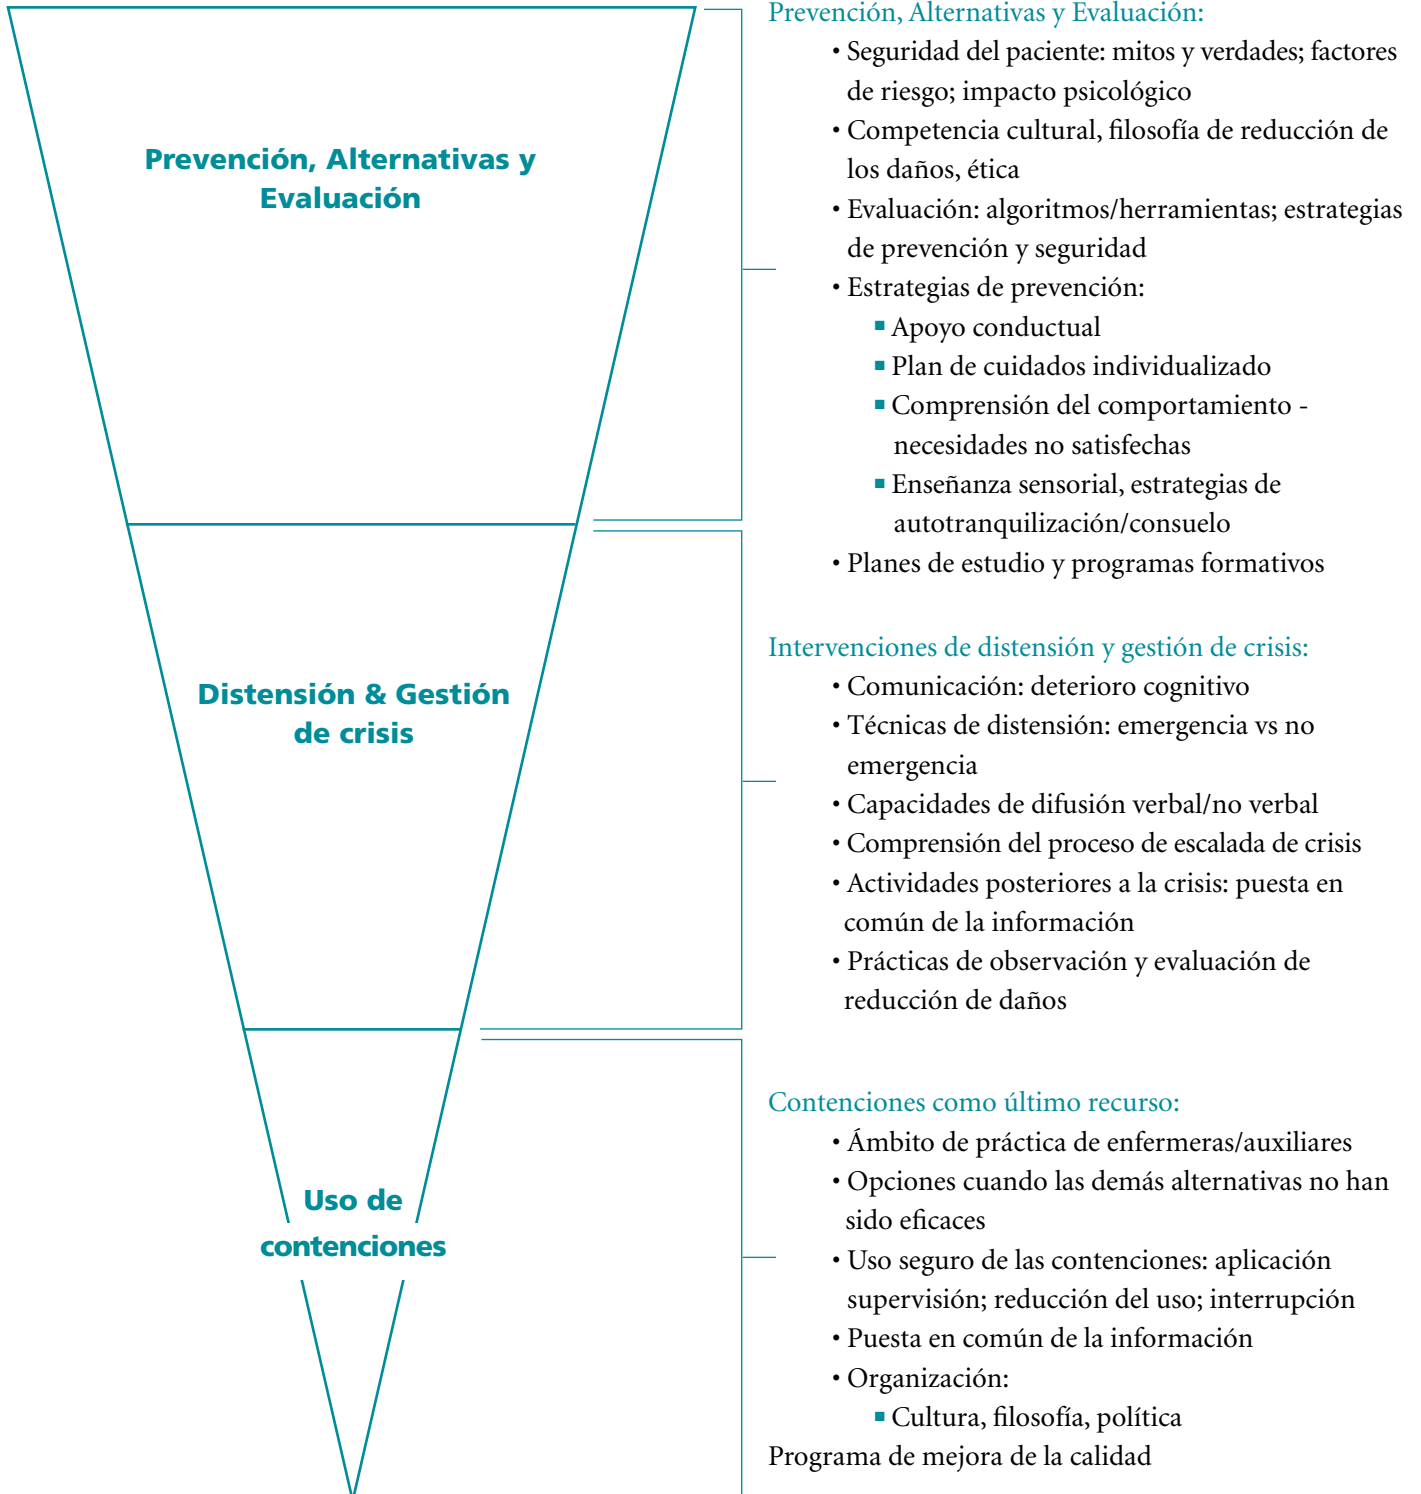 Prevención, Alternativas y
Evaluación
Distensión & Gestión
de crisis
Uso de
contenciones
Prevención, Alternativas y Evaluación:
• Seguridad del paciente: mitos y verdades; factores
de riesgo; impacto psicológico
• Competencia cultural, filosofía de reducción de
los daños, ética
• Evaluación: algoritmos/herramientas; estrategias
de prevención y seguridad
• Estrategias de prevención:
■ Apoyo conductual
■ Plan de cuidados individualizado
■ Comprensión del comportamiento -
necesidades no satisfechas
■ Enseñanza sensorial, estrategias de
autotranquilización/consuelo
• Planes de estudio y programas formativos
Intervenciones de distensión y gestión de crisis:
• Comunicación: deterioro cognitivo
• Técnicas de distensión: emergencia vs no
emergencia
• Capacidades de difusión verbal/no verbal
• Comprensión del proceso de escalada de crisis
• Actividades posteriores a la crisis: puesta en
común de la información
• Prácticas de observación y evaluación de
reducción de daños
Contenciones como último recurso:
• Ámbito de práctica de enfermeras/auxiliares
• Opciones cuando las demás alternativas no han
sido eficaces
• Uso seguro de las contenciones: aplicación
supervisión; reducción del uso; interrupción
• Puesta en común de la información
• Organización:
■ Cultura, filosofía, política
Programa de mejora de la calidad